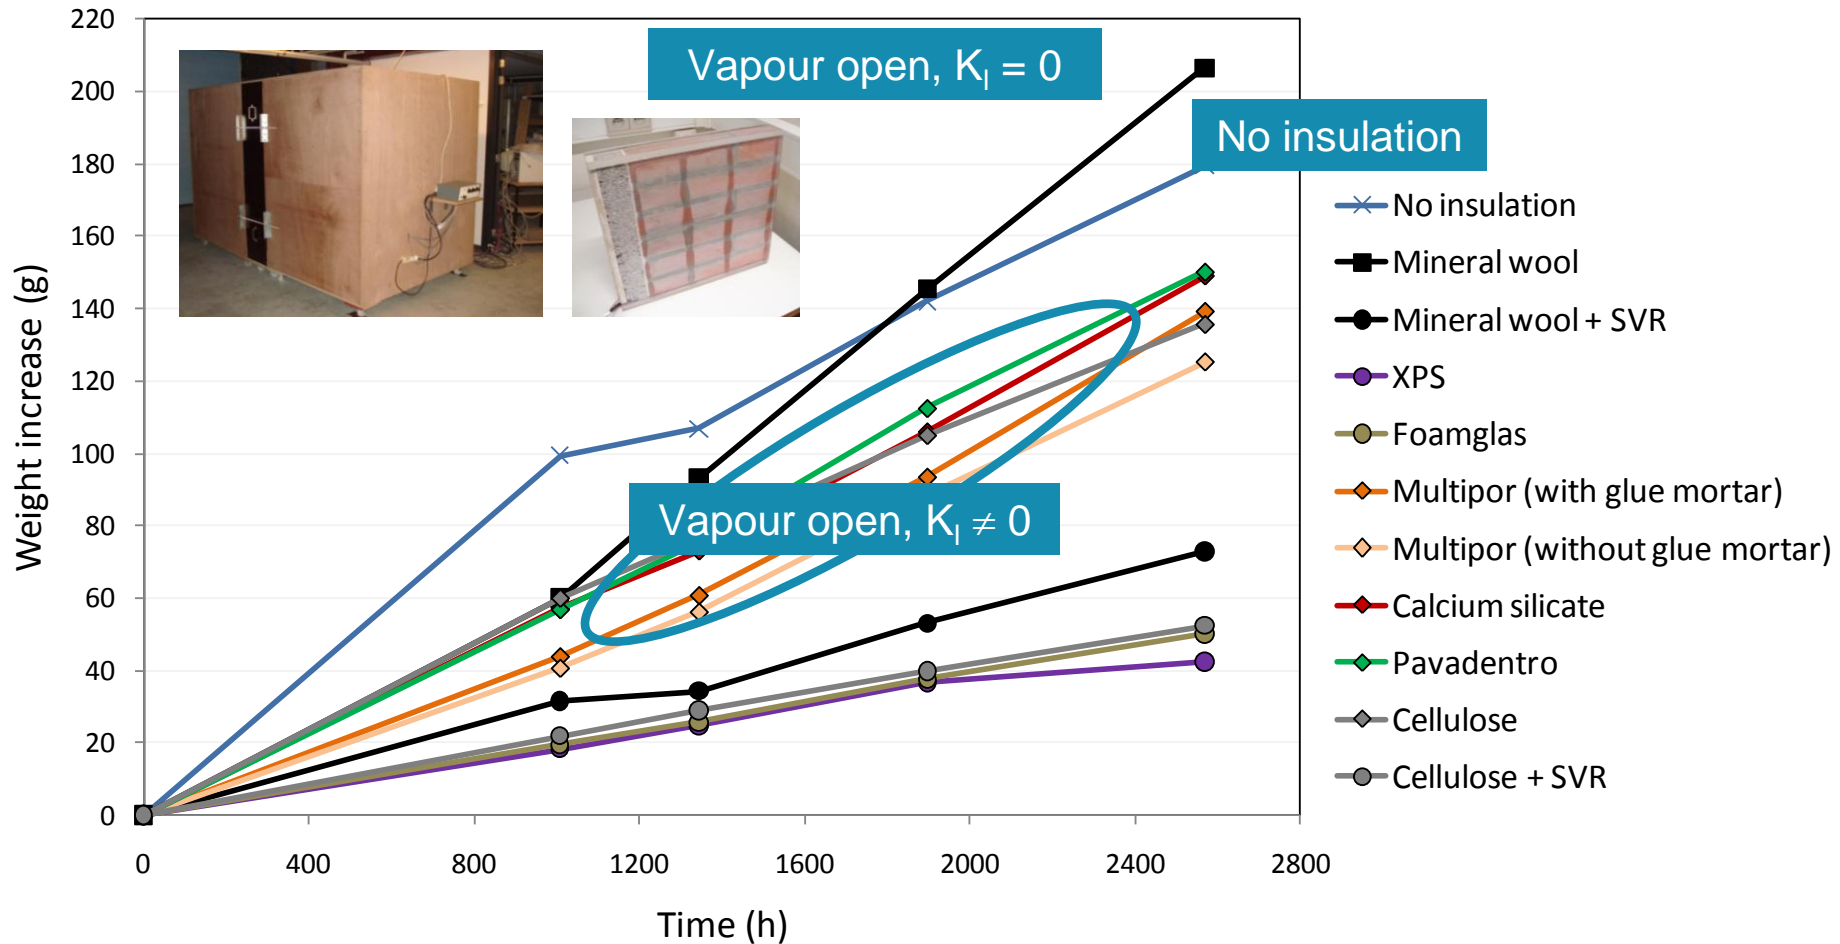 220
200
180
160
140
120
100
80
60
40
20
0
Weight increase (g)
0
400
800
1200
1600
2000
2400
2800
Time (h)
Vapour open, Kl = 0
No insulation
Vapour open, Kl ≠ 0
No insulation
Mineral wool
Mineral wool + SVR
XPS
Foamglas
Multipor (with glue mortar)
Multipor (without glue mortar)
Calcium silicate
Pavadentro
Cellulose
Cellulose + SVR